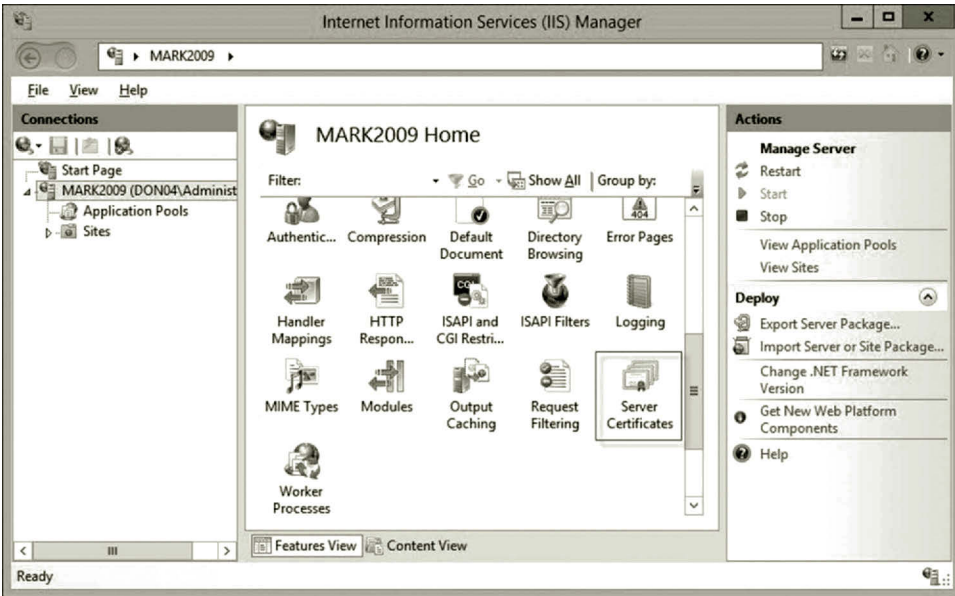 Internet Information Services (IIS) Manager
MARK2009
File View Help
Connections
Start Page
MARK2009 (DON04\Administ
Application Pools
Sites
MARK2009 Home
Filter: Go Show All Group by:
Authentic... Compression Default Document Directory Browsing Error Pages
404
Handler Mappings HTTP Respon... ISAPI and CGI Restri... ISAPI Filters Logging
CGI
MIME Types Modules Output Caching Request Filtering Server Certificates
Worker Processes
Features View Content View
Actions
Manage Server
Restart
Start
Stop
View Application Pools
View Sites
Deploy
Export Server Package...
Import Server or Site Package...
Change .NET Framework
Version
Get New Web Platform
Components
Help
Ready